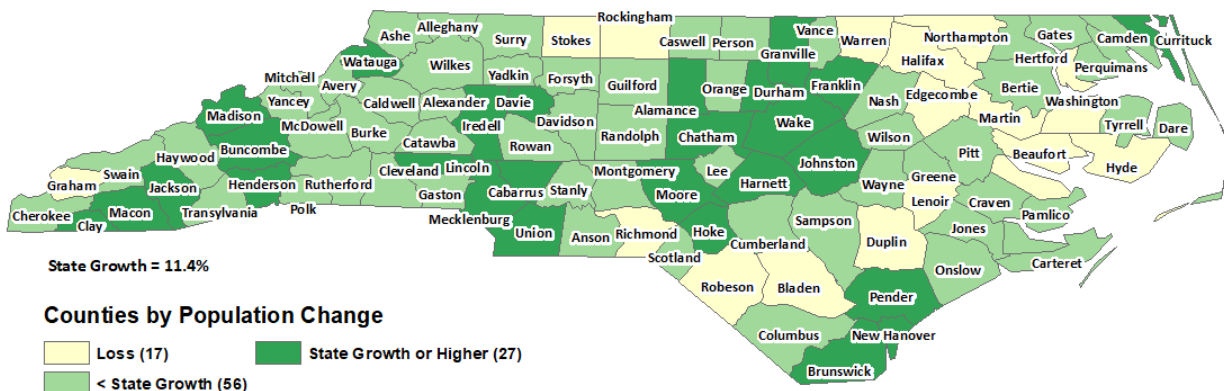 Rockingham
Alleghany
Ashe
Surry
Stokes
Caswell
Person
Vance
Granville
Warren
Northampton
Gates
Camden
Currituck
Watauga
Wilkes
Halifax
Hertford
Perquimans
Mitchell
Avery
Yadkin
Forsyth
Guilford
Orange
Durham
Franklin
Nash
Edgecombe
Bertie
Washington
Yancey
Caldwell
Alexander
Davie
Alamance
Madison
McDowell
Burke
Iredell
Davidson
Randolph
Chatham
Wake
Wilson
Martin
Tyrrell
Dare
Buncombe
Catawba
Rowan
Haywood
Swain
Graham
Jackson
Henderson
Rutherford
Cleveland
Lincoln
Cabarrus
Stanly
Montgomery
Lee
Johnston
Pitt
Beaufort
Hyde
Cherokee
Macon
Clay
Transylvania
Polk
Gaston
Mecklenburg
Union
Anson
Richmond
Moore
Harnett
Wayne
Greene
Lenoir
Craven
Pamlico
Hoke
Scotland
Cumberland
Sampson
Duplin
Jones
Onslow
Carteret
Robeson
Bladen
Pender
Columbus
New Hanover
Brunswick
State Growth = 11.4%
Counties by Population Change
Loss (17)
State Growth or Higher (27)
< State Growth (56)